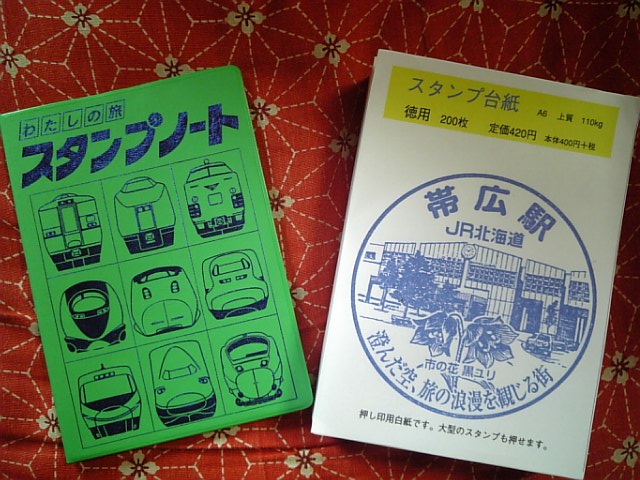 わたしの旅
スタンプノート
スタンプ台紙
A6 上質 110kg
徳用 200枚 定価420円 本体400円+税
帯広駅
JR北海道
市の花 黒ユリ
澄んだ空、旅の浪漫を観じる街
押し印用白紙です。大型のスタンプも押せます。